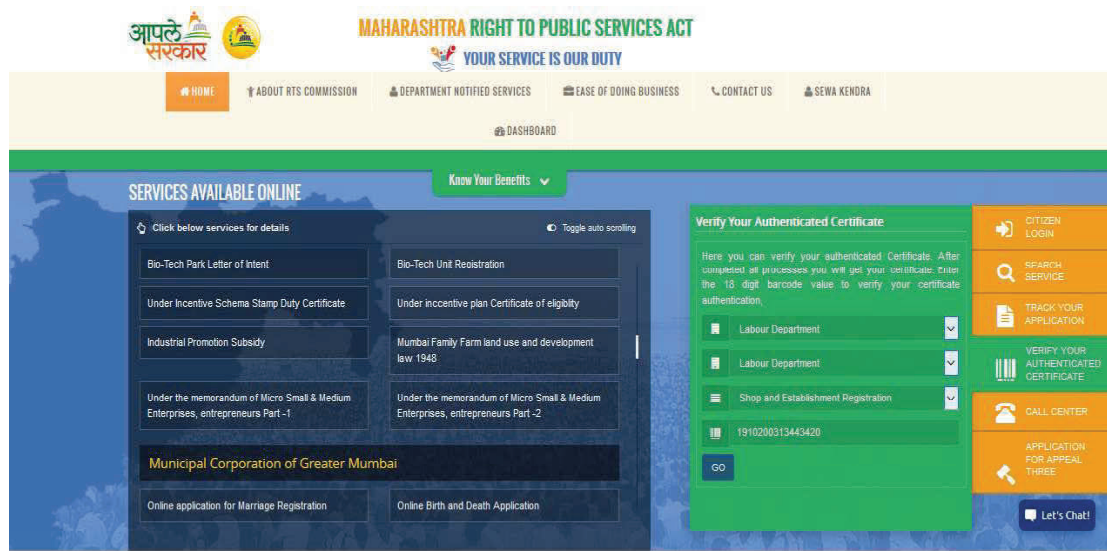 आपले
सरकार
MAHARASHTRA RIGHT TO PUBLIC SERVICES ACT
YOUR SERVICE IS OUR DUTY
HOME
ABOUT RTS COMMISSION
DEPARTMENT NOTIFIED SERVICES
EASE OF DOING BUSINESS
CONTACT US
SEWA KENDRA
DASHBOARD
Know Your Benefits
SERVICES AVAILABLE ONLINE
Click below services for details
Toggle auto scrolling
Bio-Tech Park Letter of Intent
Bio-Tech Unit Registration
Under Incentive Schema Stamp Duty Certificate
Under inccentive plan Certificate of eligiblity
Industrial Promotion Subsidy
Mumbai Family Farm land use and development
law 1948
Under the memorandum of Micro Small & Medium
Enterprises, entrepreneurs Part -1
Under the memorandum of Micro Small & Medium
Enterprises, entrepreneurs Part -2
Municipal Corporation of Greater Mumbai
Online application for Marriage Registration
Online Birth and Death Application
Verify Your Authenticated Certificate
Here you can verify your authenticated Certificate. After
completed all processes you will get your certificate. Enter
the 18 digit barcode value to verify your certificate
authentication.
Labour Department
Labour Department
Shop and Establishment Registration
1910200313443420
GO
CITIZEN
LOGIN
SEARCH
SERVICE
TRACK YOUR
APPLICATION
VERIFY YOUR
AUTHENTICATED
CERTIFICATE
CALL CENTER
APPLICATION
FOR APPEAL
THREE
Let's Chat!